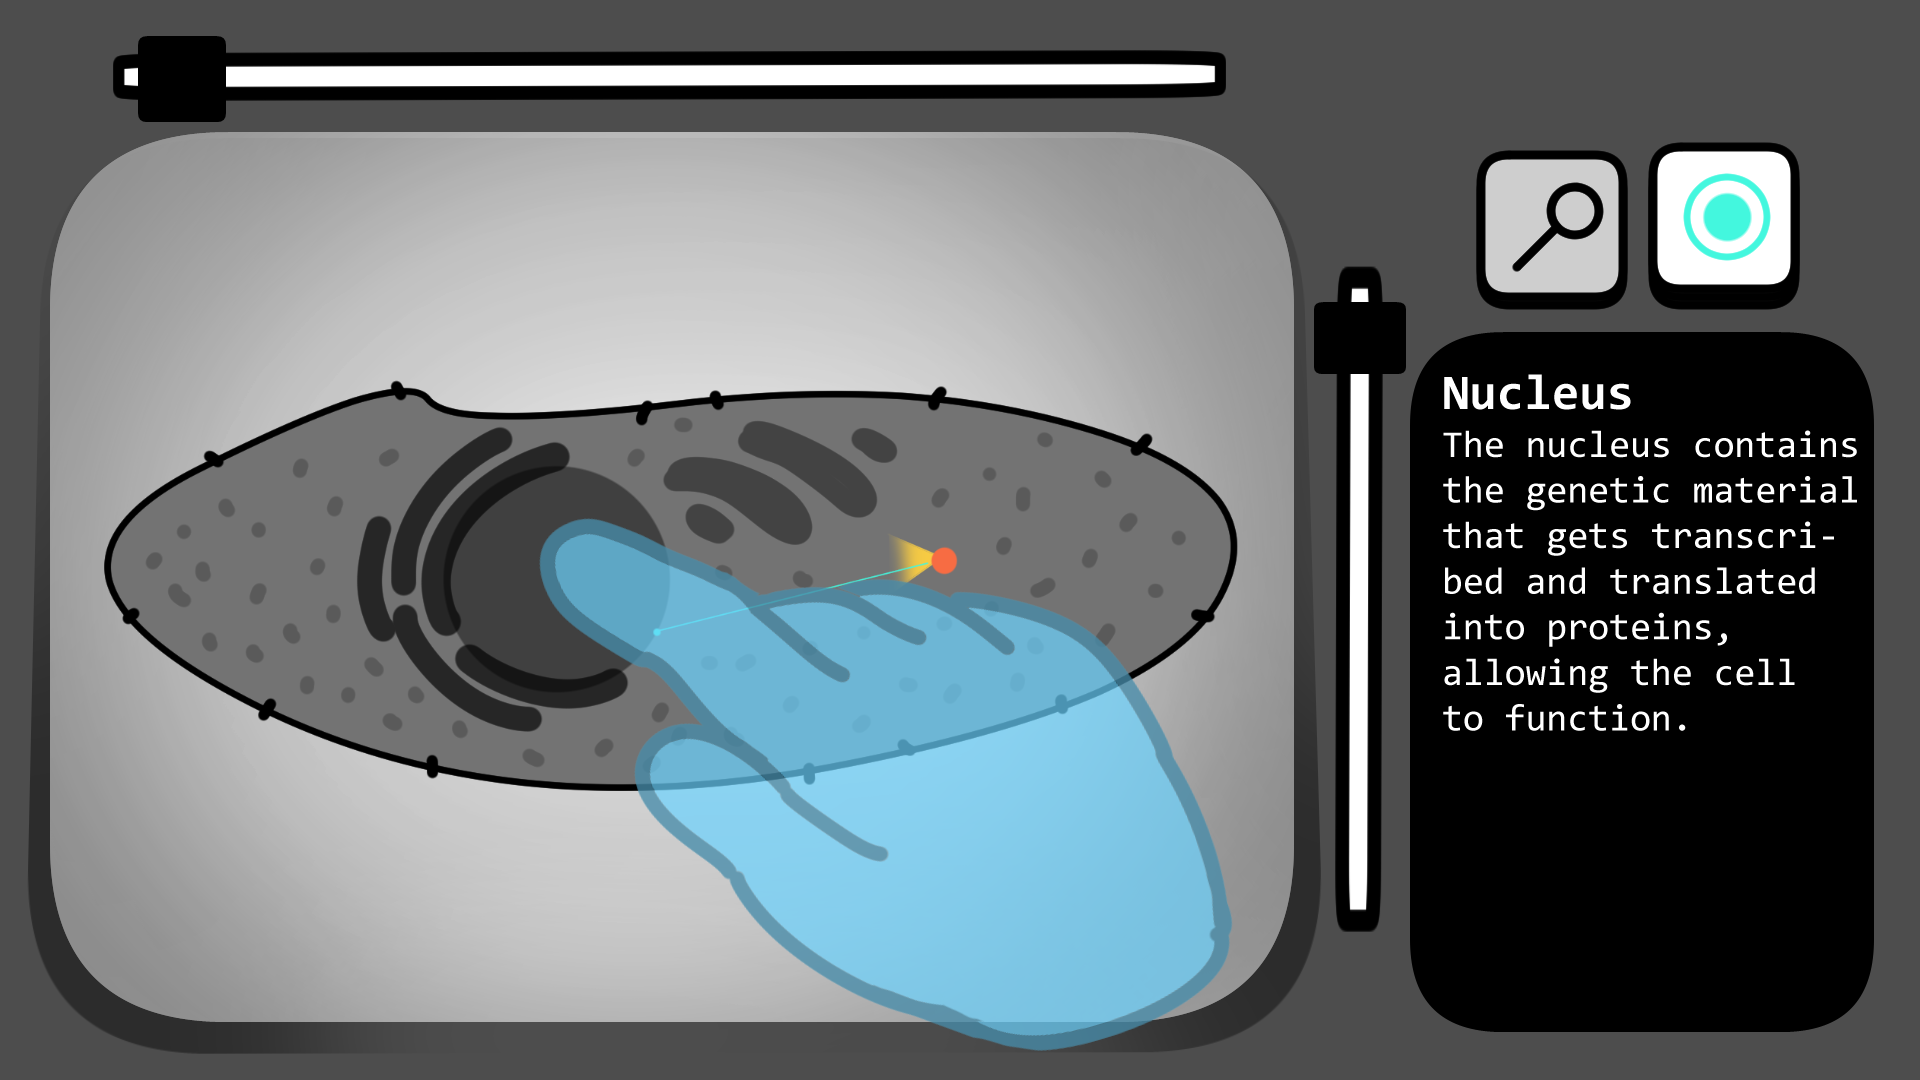 Nucleus
The nucleus contains
the genetic material
that gets transcri-
bed and translated
into proteins,
allowing the cell
to function.